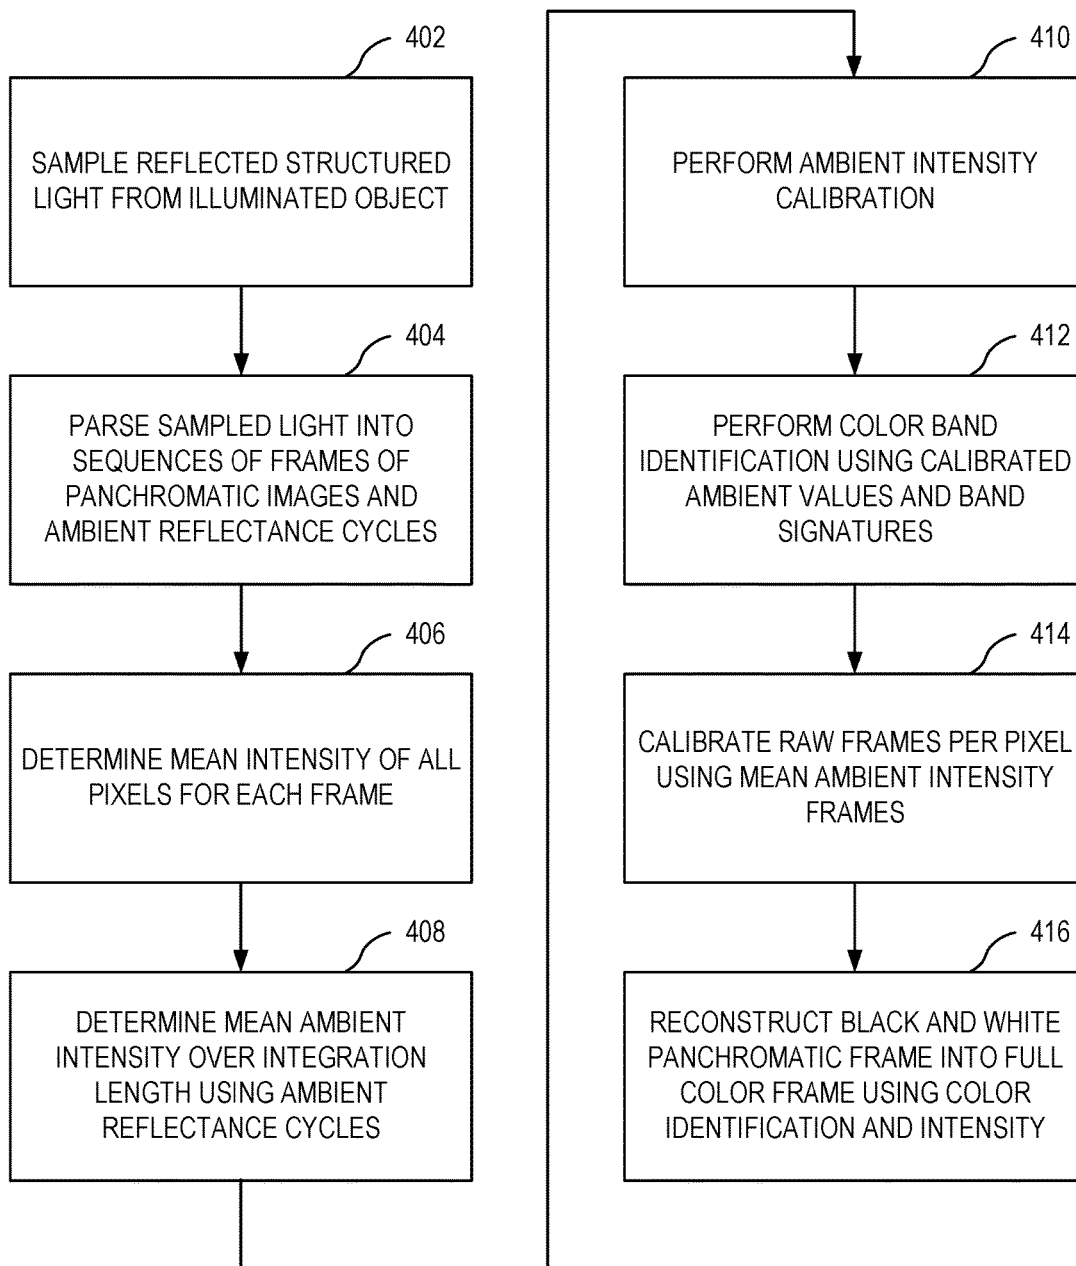 402
SAMPLE REFLECTED STRUCTURED
LIGHT FROM ILLUMINATED OBJECT
404
PARSE SAMPLED LIGHT INTO
SEQUENCES OF FRAMES OF
PANCHROMATIC IMAGES AND
AMBIENT REFLECTANCE CYCLES
406
DETERMINE MEAN INTENSITY OF ALL
PIXELS FOR EACH FRAME
408
DETERMINE MEAN AMBIENT
INTENSITY OVER INTEGRATION
LENGTH USING AMBIENT
REFLECTANCE CYCLES
410
PERFORM AMBIENT INTENSITY
CALIBRATION
412
PERFORM COLOR BAND
IDENTIFICATION USING CALIBRATED
AMBIENT VALUES AND BAND
SIGNATURES
414
CALIBRATE RAW FRAMES PER PIXEL
USING MEAN AMBIENT INTENSITY
FRAMES
416
RECONSTRUCT BLACK AND WHITE
PANCHROMATIC FRAME INTO FULL
COLOR FRAME USING COLOR
IDENTIFICATION AND INTENSITY